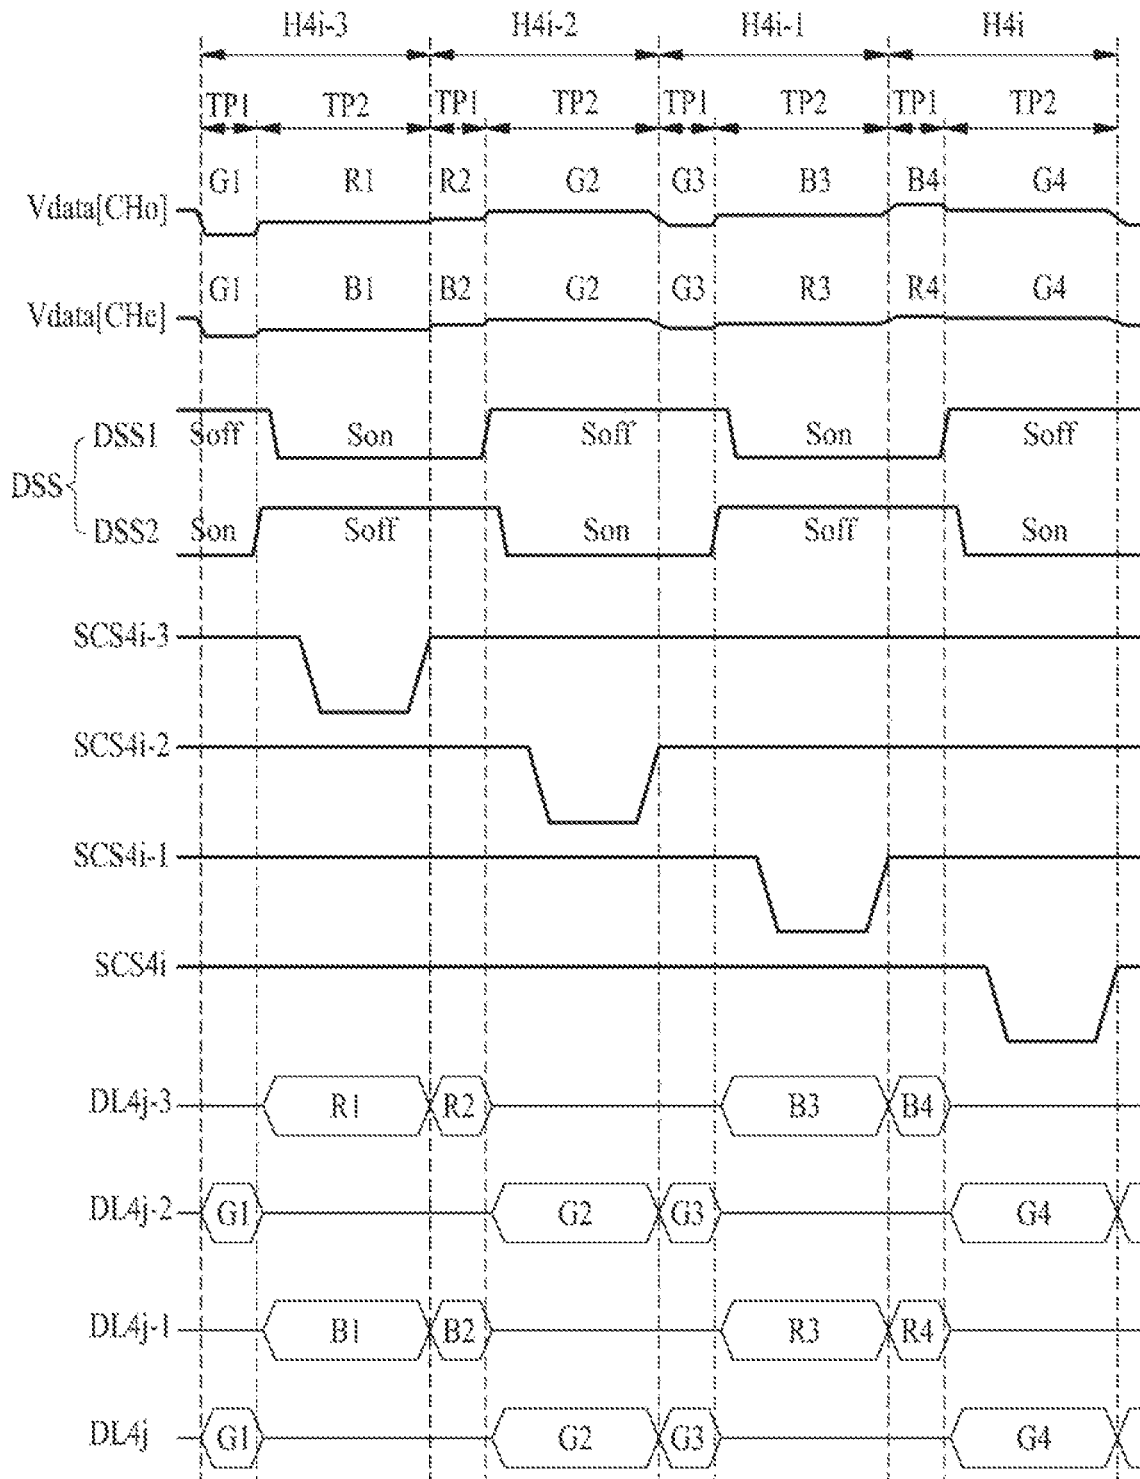 H4i-3 H4i-2 H4i-1 H4i
TP1 TP2 TP1 TP2 TP1 TP2 TP1 TP2
G1 R1 R2 G2 G3 B3 B4 G4
Vdata[CHo]
G1 B1 B2 G2 G3 R3 R4 G4
Vdata[CHe]
DSS1 Soff Son Soff Son Soff
DSS
DSS2 Son Soff Son Soff Son
SCS4i-3
SCS4i-2
SCS4i-1
SCS4i
DL4j-3 R1 R2 B3 B4
DL4j-2 G1 G2 G3 G4
DL4j-1 B1 B2 R3 R4
DL4j G1 G2 G3 G4